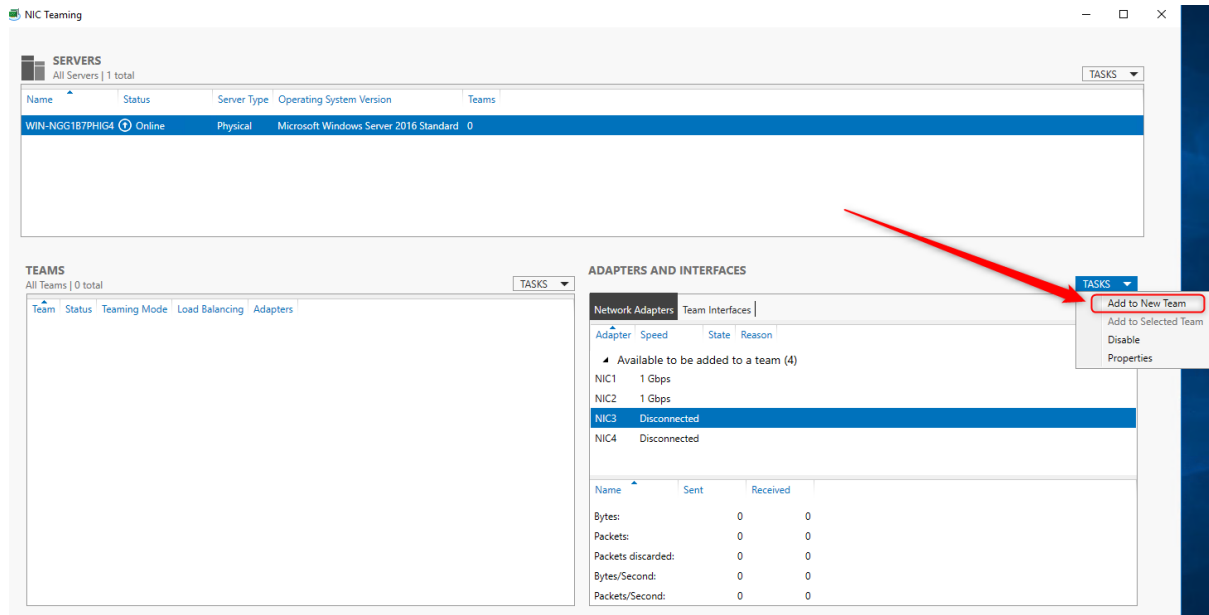 NIC Teaming
SERVERS
All Servers | 1 total
TASKS
Name Status Server Type Operating System Version Teams
WIN-NGG1B7PHIG4 Online Physical Microsoft Windows Server 2016 Standard 0
TEAMS
All Teams | 0 total
TASKS
Team Status Teaming Mode Load Balancing Adapters
ADAPTERS AND INTERFACES
TASKS
Add to New Team
Add to Selected Team
Disable
Properties
Network Adapters Team Interfaces
Adapter Speed State Reason
Available to be added to a team (4)
NIC1 1 Gbps
NIC2 1 Gbps
NIC3 Disconnected
NIC4 Disconnected
Name Sent Received
Bytes: 0 0
Packets: 0 0
Packets discarded: 0 0
Bytes/Second: 0 0
Packets/Second: 0 0